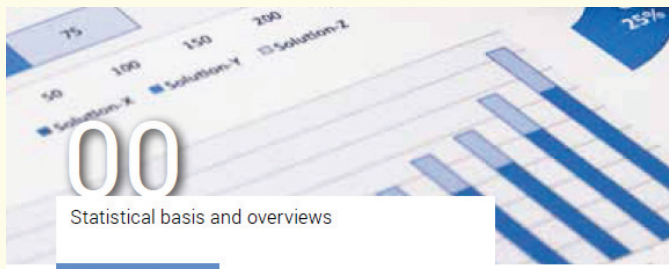 75
25%
50 100 150 200
Solution-X Solution-Y Solution-Z
00
Statistical basis and overviews